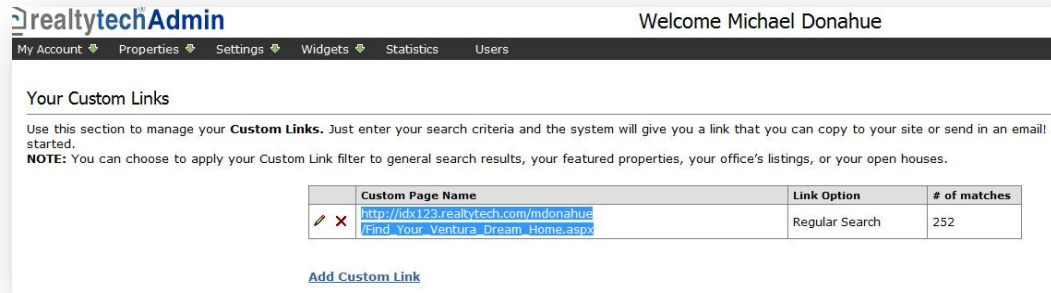 realtytechAdmin
Welcome Michael Donahue
My Account Properties Settings Widgets Statistics Users
Your Custom Links
Use this section to manage your Custom Links. Just enter your search criteria and the system will give you a link that you can copy to your site or send in an email!
started.
NOTE: You can choose to apply your Custom Link filter to general search results, your featured properties, your office's listings, or your open houses.
Custom Page Name Link Option # of matches
http://idx123.realtytech.com/mdonahue
/Find_Your_Ventura_Dream_Home.aspx Regular Search 252
Add Custom Link